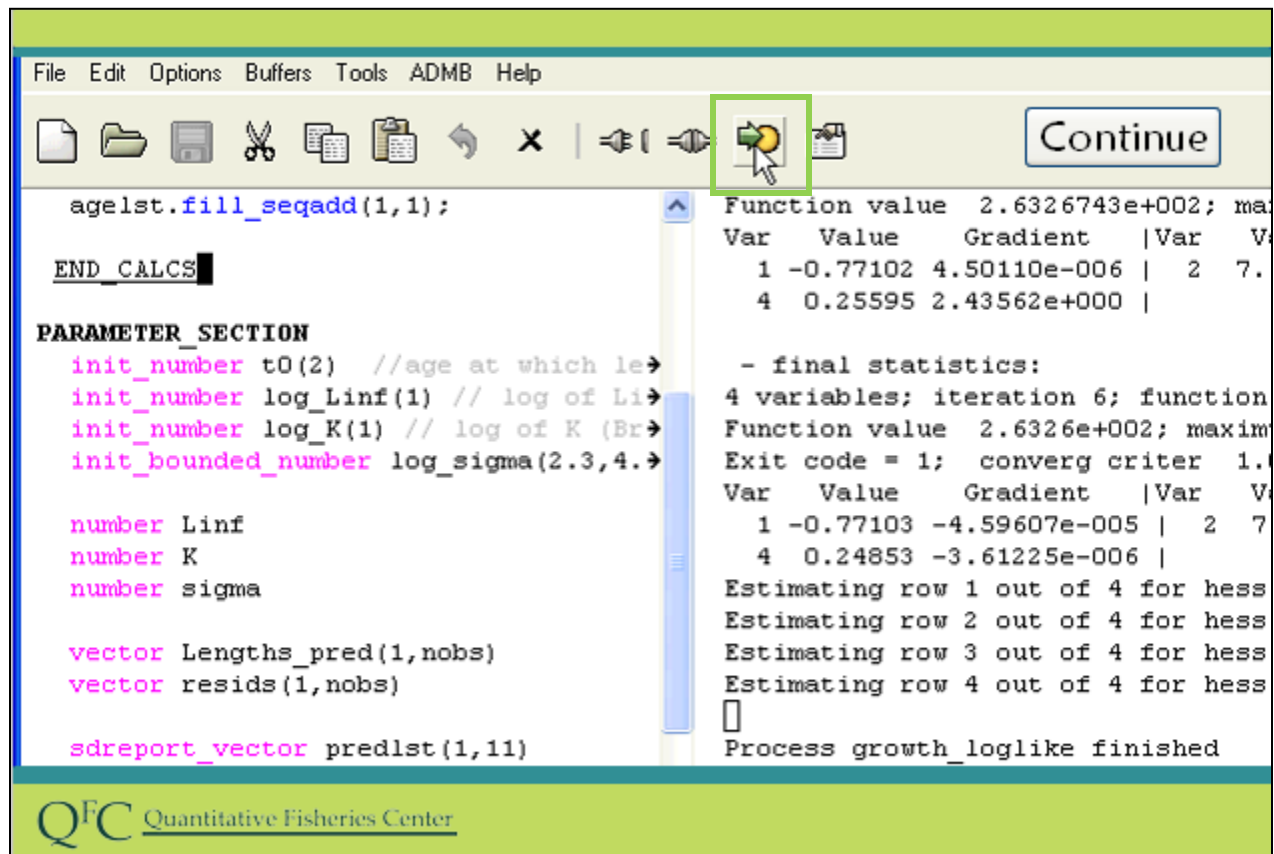 File Edit Options Buffers Tools ADMB Help
Continue
agelst.fill_seqadd(1,1);
END_CALCS
PARAMETER_SECTION
init_number t0(2) //age at which le
init_number log_Linf(1) // log of Li
init_number log_K(1) // log of K (Br
init_bounded_number log_sigma(2.3,4.
number Linf
number K
number sigma
vector Lengths_pred(1,nobs)
vector resids(1,nobs)
sdreport_vector predlst(1,11)
Function value 2.6326743e+002; ma
Var Value Gradient |Var V
1 -0.77102 4.50110e-006 | 2 7.
4 0.25595 2.43562e+000 |
- final statistics:
4 variables; iteration 6; function
Function value 2.6326e+002; maxim
Exit code = 1; converg criter 1.
Var Value Gradient |Var V
1 -0.77103 -4.59607e-005 | 2 7
4 0.24853 -3.61225e-006 |
Estimating row 1 out of 4 for hess
Estimating row 2 out of 4 for hess
Estimating row 3 out of 4 for hess
Estimating row 4 out of 4 for hess
Process growth_loglike finished
QFC Quantitative Fisheries Center